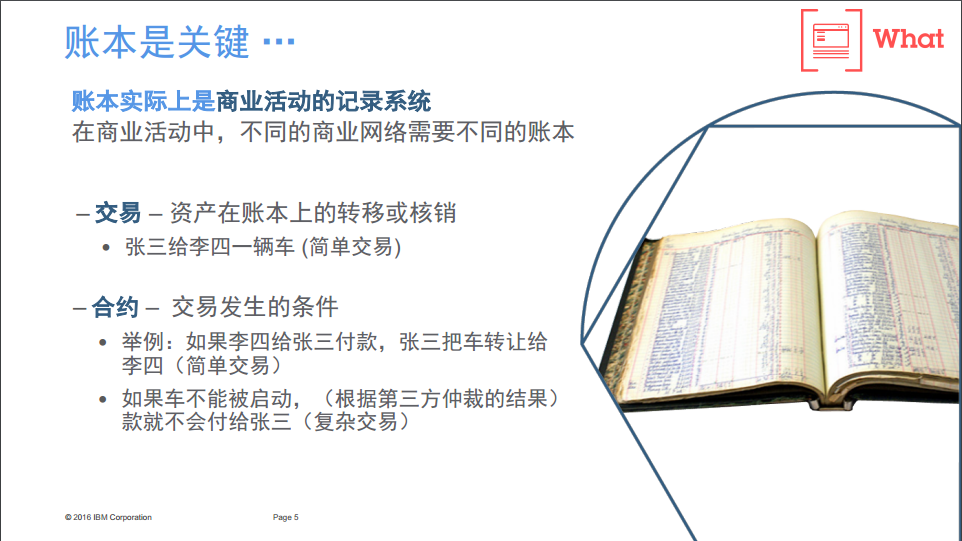 账本是关键 ...
What
账本实际上是商业活动的记录系统
在商业活动中，不同的商业网络需要不同的账本
– 交易 – 资产在账本上的转移或核销
• 张三给李四一辆车 (简单交易)
– 合约 – 交易发生的条件
• 举例：如果李四给张三付款，张三把车转让给
李四（简单交易）
• 如果车不能被启动，（根据第三方仲裁的结果）
款就不会付给张三（复杂交易）
© 2016 IBM Corporation
Page 5